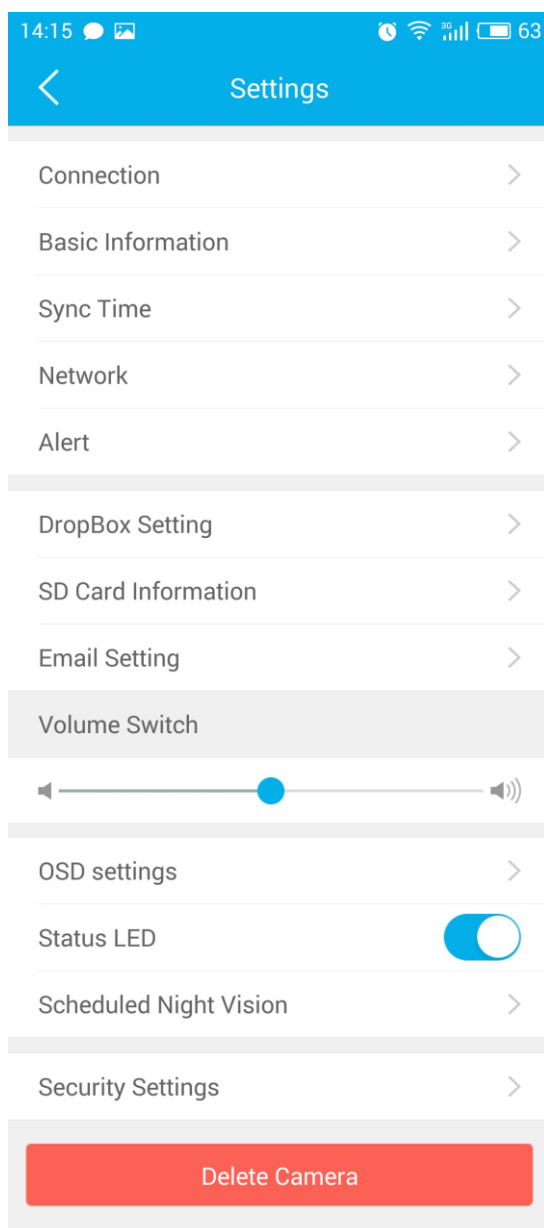 14:15 3G 63
Settings
Connection
Basic Information
Sync Time
Network
Alert
DropBox Setting
SD Card Information
Email Setting
Volume Switch
OSD settings
Status LED
Scheduled Night Vision
Security Settings
Delete Camera